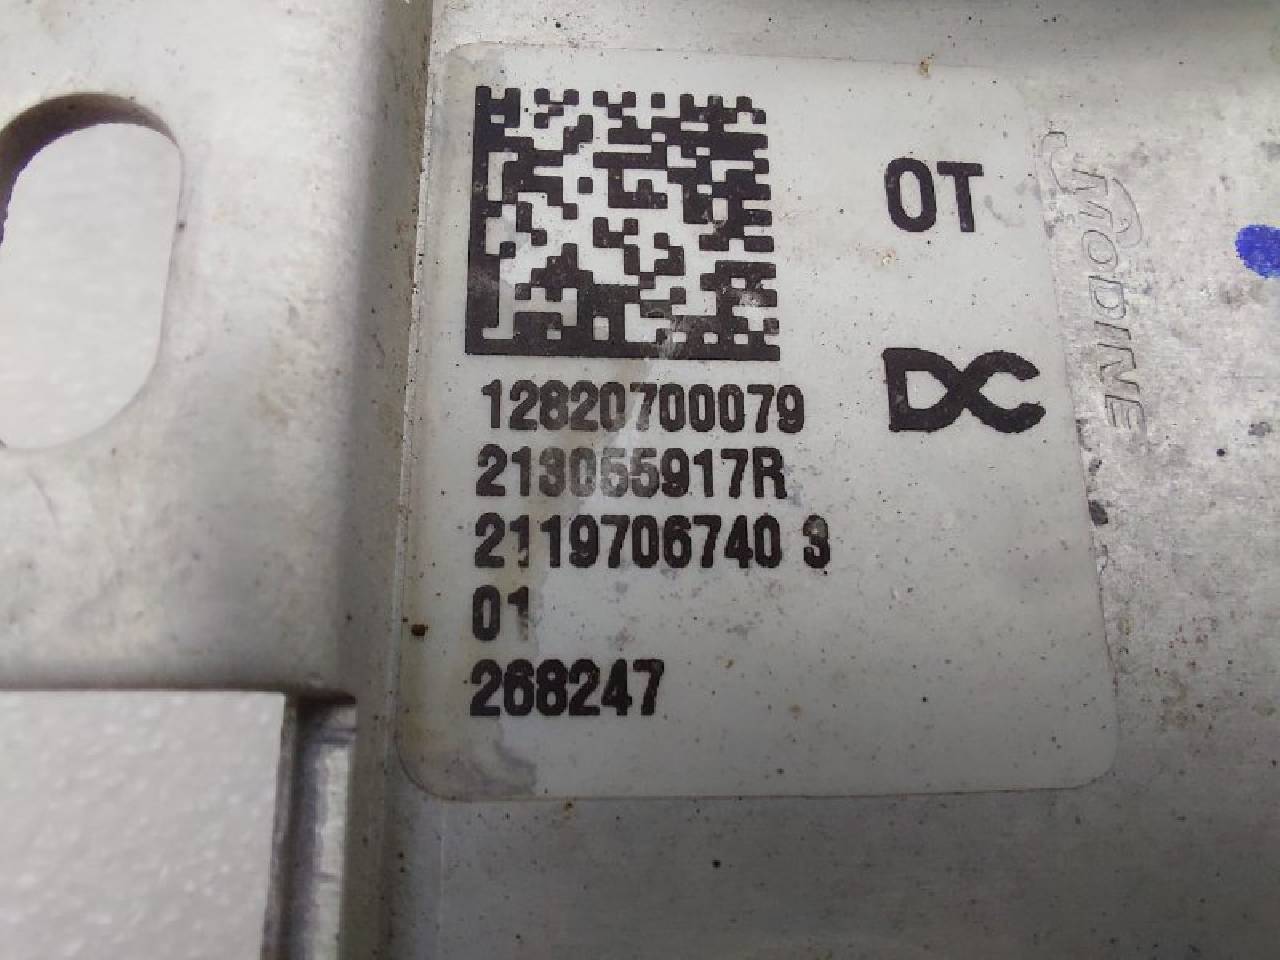 OT
DC
12820700079
213055917R
2119706740 3
01
268247
MODINE